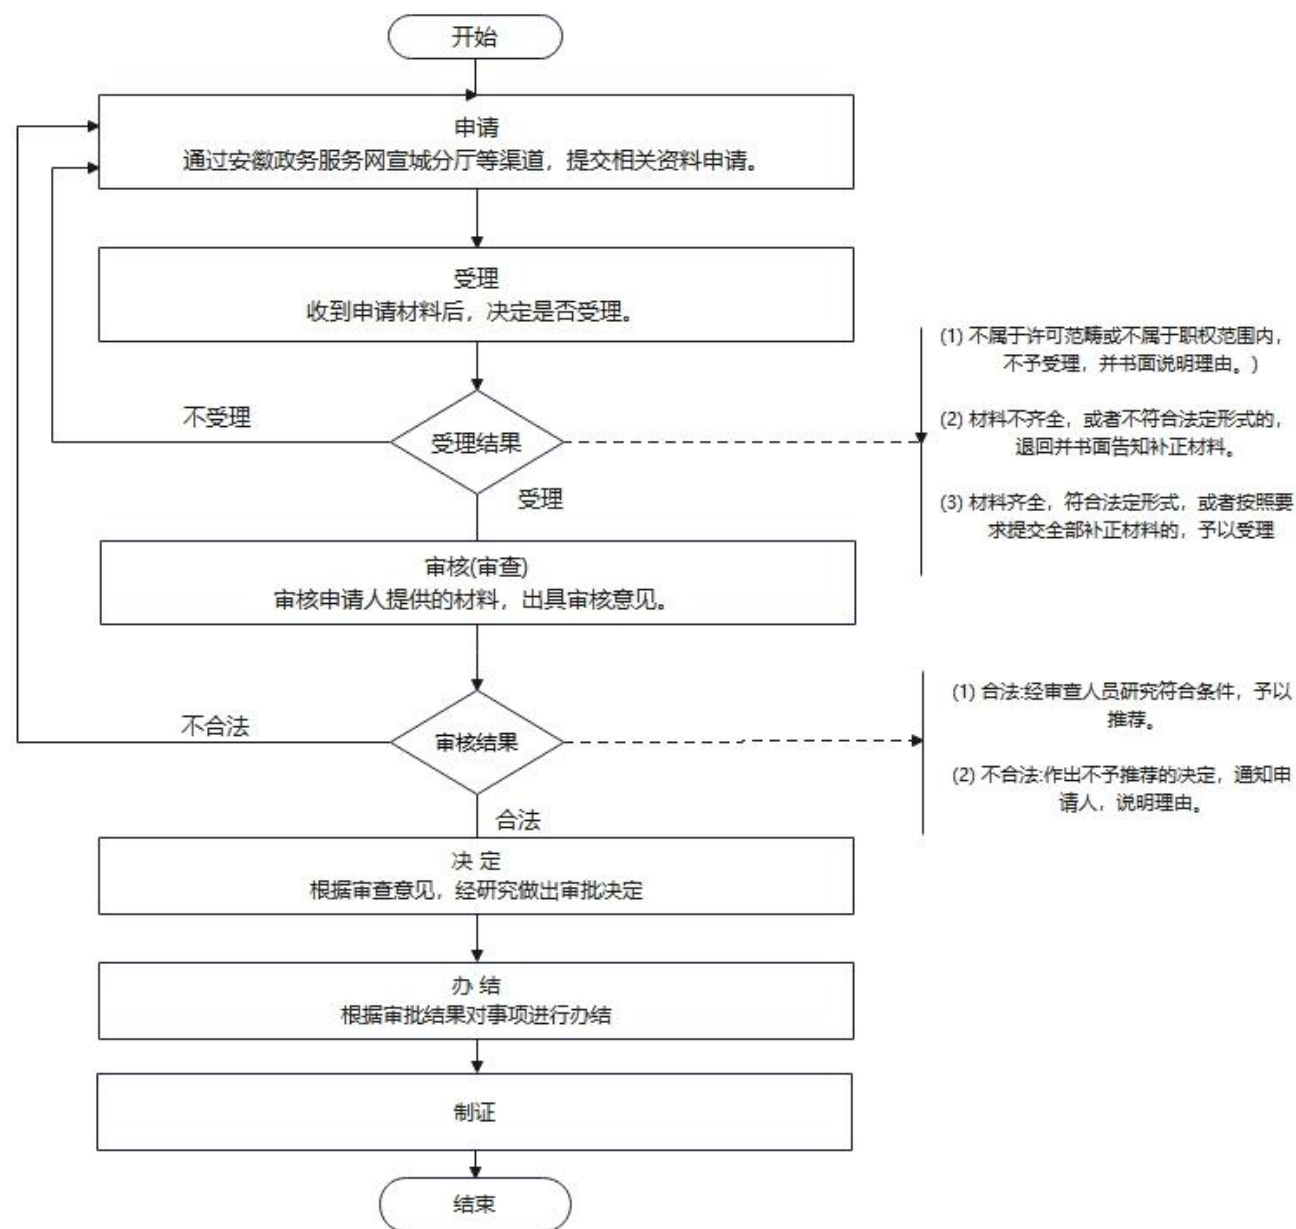 开始
申请
通过安徽政务服务网宣城分厅等渠道，提交相关资料申请。
受理
收到申请材料后，决定是否受理。
(1) 不属于许可范畴或不属于职权范围内，
不予受理，并书面说明理由。)
不受理
受理结果
(2) 材料不齐全，或者不符合法定形式的，
退回并书面告知补正材料。
受理
(3) 材料齐全，符合法定形式，或者按照要
求提交全部补正材料的，予以受理
审核(审查)
审核申请人提供的材料，出具审核意见。
(1) 合法:经审查人员研究符合条件，予以
推荐。
不合法
审核结果
(2) 不合法:作出不予推荐的决定，通知申
请人，说明理由。
合法
决 定
根据审查意见，经研究做出审批决定
办 结
根据审批结果对事项进行办结
制证
结束